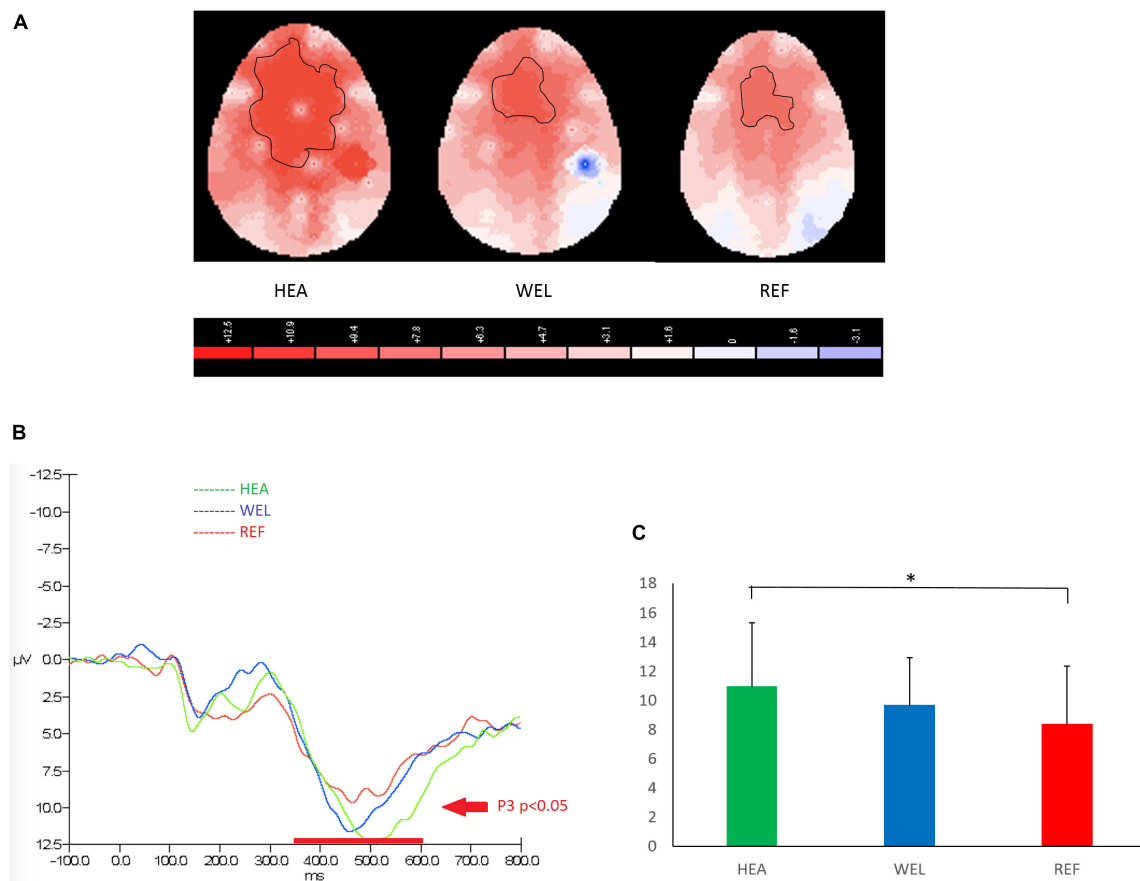 A
HEA WEL REF
+12.5 +10.9 +9.4 +7.8 +6.3 +4.7 +3.1 +1.6 0 -1.6 -3.1
B
-12.5
-10.0
-7.5
-5.0
-2.5
µV 0.0
2.5
5.0
7.5
10.0
12.5
-100.0 0.0 100.0 200.0 300.0 400.0 500.0 600.0 700.0 800.0
ms
HEA
WEL
REF
P3 p<0.05
C
*
18
16
14
12
10
8
6
4
2
0
HEA WEL REF